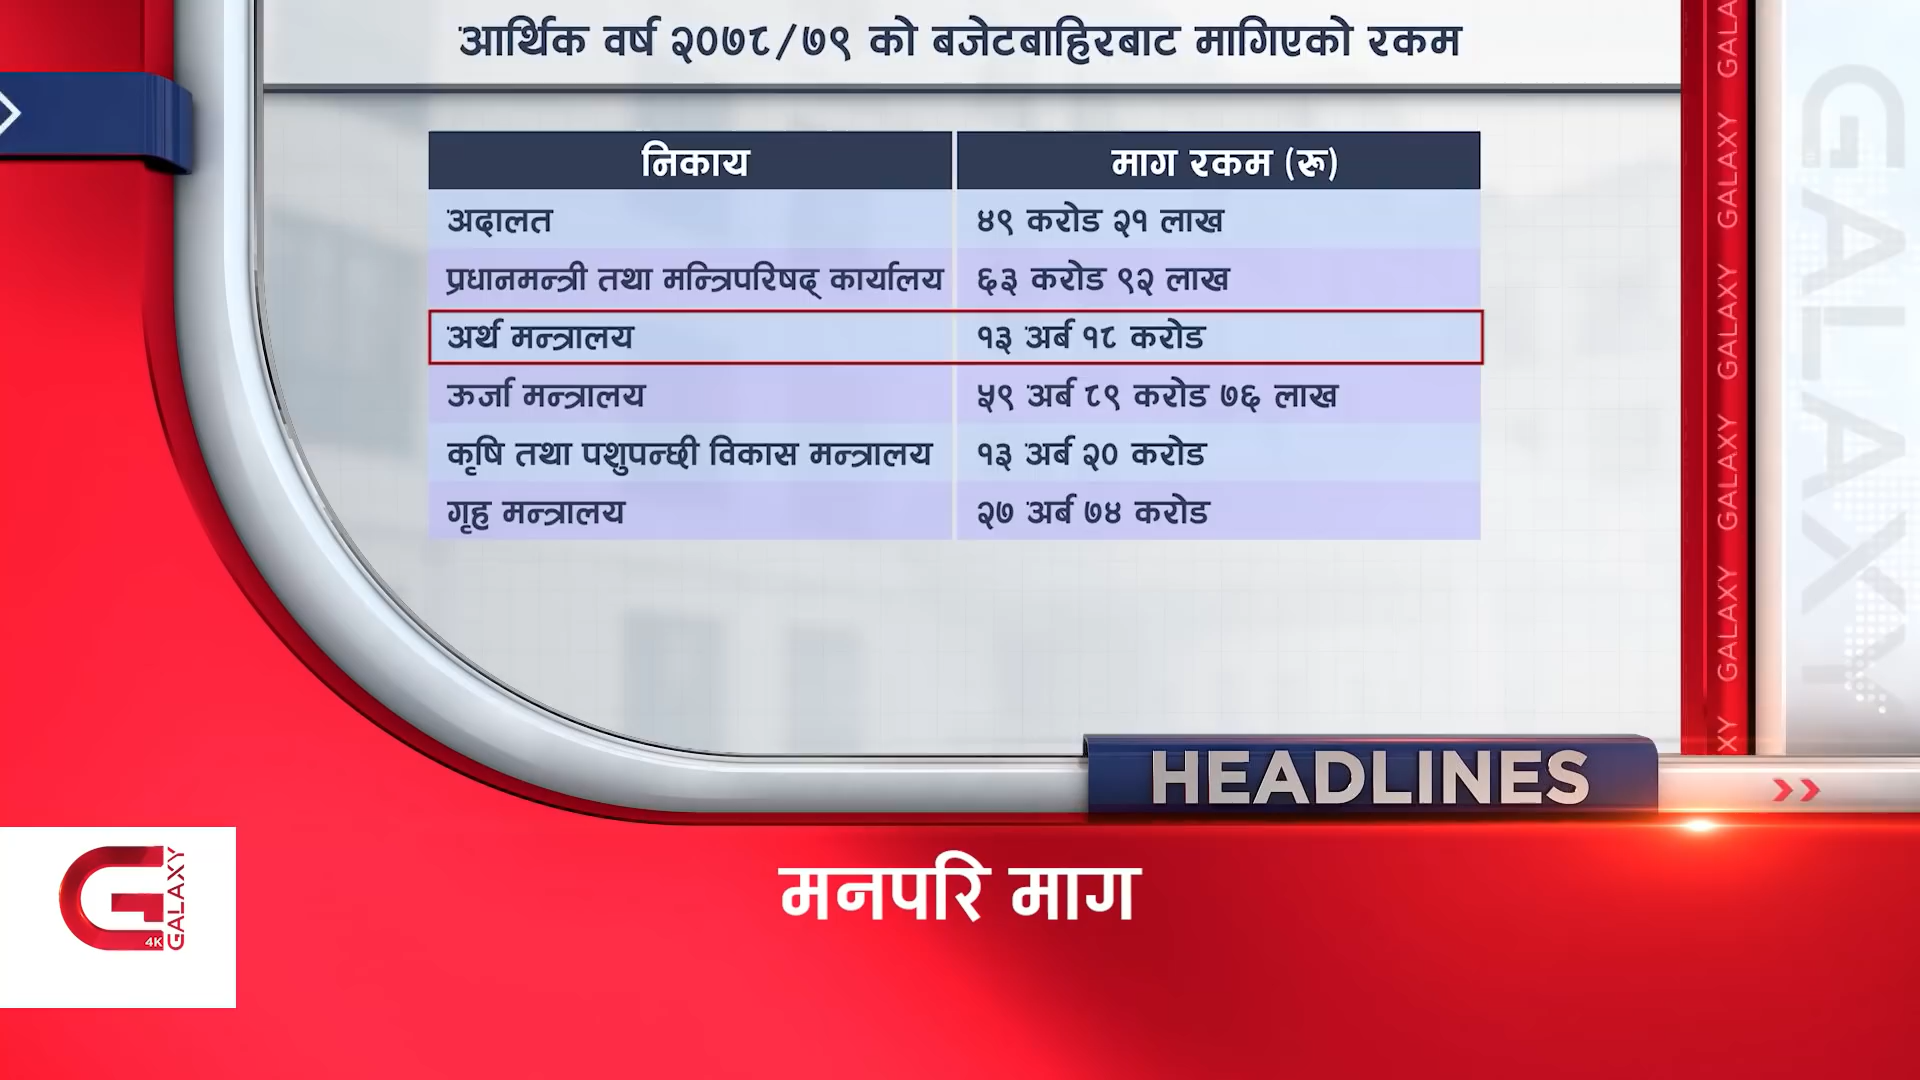 आर्थिक वर्ष २०७८/७९ को बजेटबाहिरबाट मागिएको रकम
निकाय माग रकम (रू)
अदालत ४९ करोड २१ लाख
प्रधानमन्त्री तथा मन्त्रिपरिषद् कार्यालय ६३ करोड ९२ लाख
अर्थ मन्त्रालय १३ अर्ब १८ करोड
ऊर्जा मन्त्रालय ५९ अर्ब ८९ करोड ७६ लाख
कृषि तथा पशुपन्छी विकास मन्त्रालय १३ अर्ब २० करोड
गृह मन्त्रालय २७ अर्ब ७४ करोड
GALA
GALAXY
GALAXY
GALAXY
GALAXY
XY
GALAXY
HEADLINES
मनपरि माग
G
4K
GALAXY